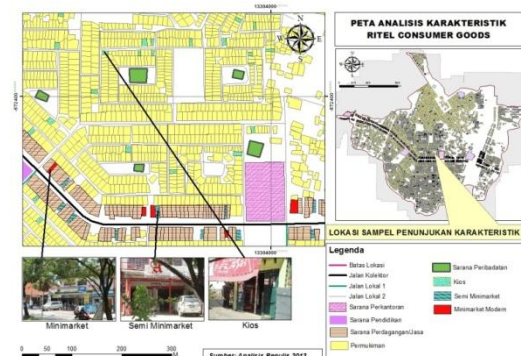 PETA ANALISIS KARAKTERISTIK
RITEL CONSUMER GOODS
LOKASI SAMPEL PENUNJUKAN KARAKTERISTIK
Legenda
Batas Lokasi
Jalan Kolektor
Jalan Lokal 1
Jalan Lokal 2
Sarana Perkantoran
Sarana Pendidikan
Sarana Perdagangan/Jasa
Permukiman
Sarana Peribadatan
Kios
Semi Minimarket
Minimarket Modern
N
W
E
S
Minimarket
Semi Minimarket
Kios
0 50 100 200 300
M
Sumber: Analisis Penulis 2013